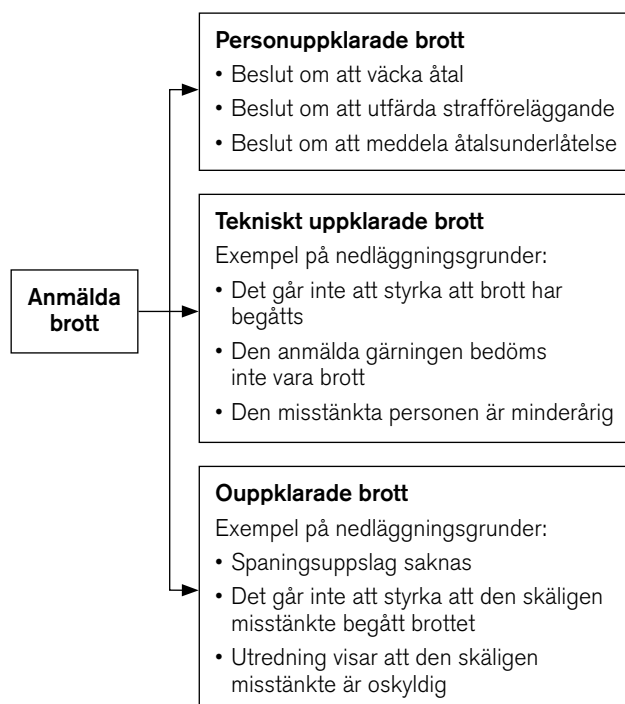 Personuppklarade brott
• Beslut om att väcka åtal
• Beslut om att utfärda strafföreläggande
• Beslut om att meddela åtalsunderlåtelse
Tekniskt uppklarade brott
Exempel på nedläggningsgrunder:
• Det går inte att styrka att brott har
begåtts
• Den anmälda gärningen bedöms
inte vara brott
• Den misstänkta personen är minderårig
Anmälda
brott
Ouppklarade brott
Exempel på nedläggningsgrunder:
• Spaningsuppslag saknas
• Det går inte att styrka att den skäligen
misstänkte begått brottet
• Utredning visar att den skäligen
misstänkte är oskyldig